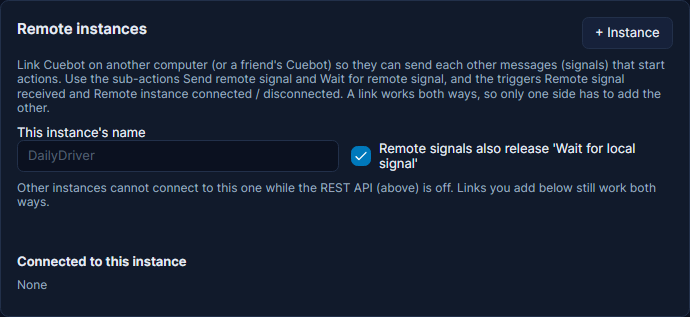 Remote instances
+ Instance
Link Cuebot on another computer (or a friend's Cuebot) so they can send each other messages (signals) that start
actions. Use the sub-actions Send remote signal and Wait for remote signal, and the triggers Remote signal
received and Remote instance connected / disconnected. A link works both ways, so only one side has to add the
other.
This instance's name
DailyDriver
Remote signals also release 'Wait for local
signal'
Other instances cannot connect to this one while the REST API (above) is off. Links you add below still work both
ways.
Connected to this instance
None